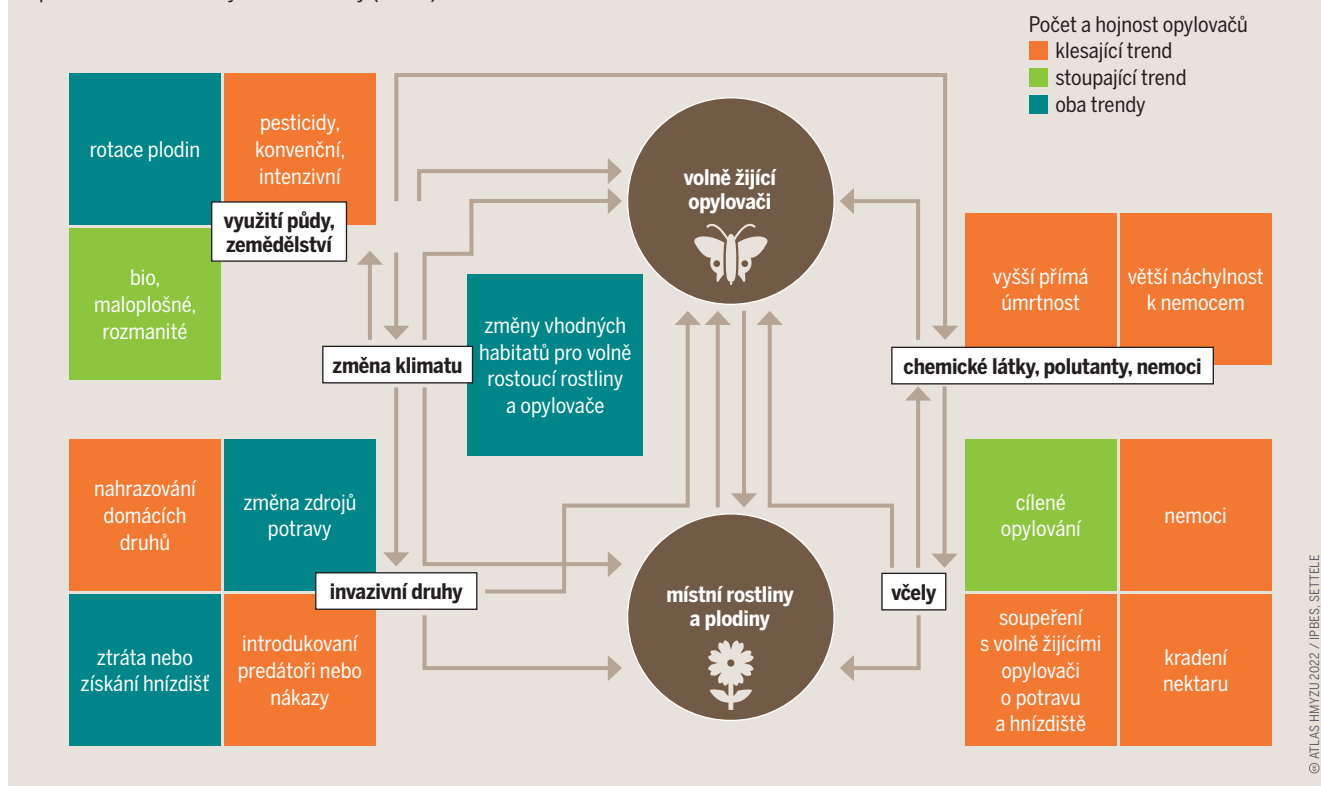 Počet a hojnost opylovačů
klesající trend
stoupající trend
oba trendy
rotace plodin
pesticidy,
konvenční,
intenzivní
využití půdy,
zemědělství
bio,
maloplošné,
rozmanité
volně žijící
opylovači
změna klimatu
změny vhodných
habitatů pro volně
rostoucí rostliny
a opylovače
vyšší přímá
úmrtnost
větší náchylnost
k nemocem
chemické látky, polutanty, nemoci
nahrazování
domácích
druhů
změna zdrojů
potravy
invazivní druhy
ztráta nebo
získání hnízdišť
introdukovaní
predátoři nebo
nákazy
místní rostliny
a plodiny
včely
cílené
opylování
nemoci
soupeření
s volně žijícími
opylovači
o potravu
a hnízdiště
kradení
nektaru
© ATLAS HMYZU 2022 / IPBES, SETTELE